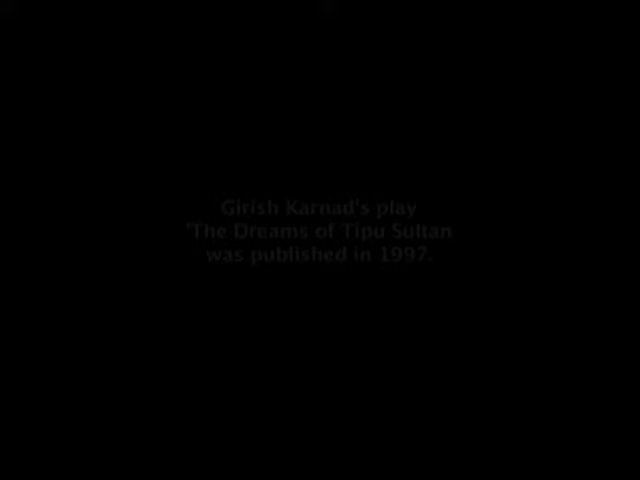 Girish Karnad's play
'The Dreams of Tipu Sultan
was published in 1997.